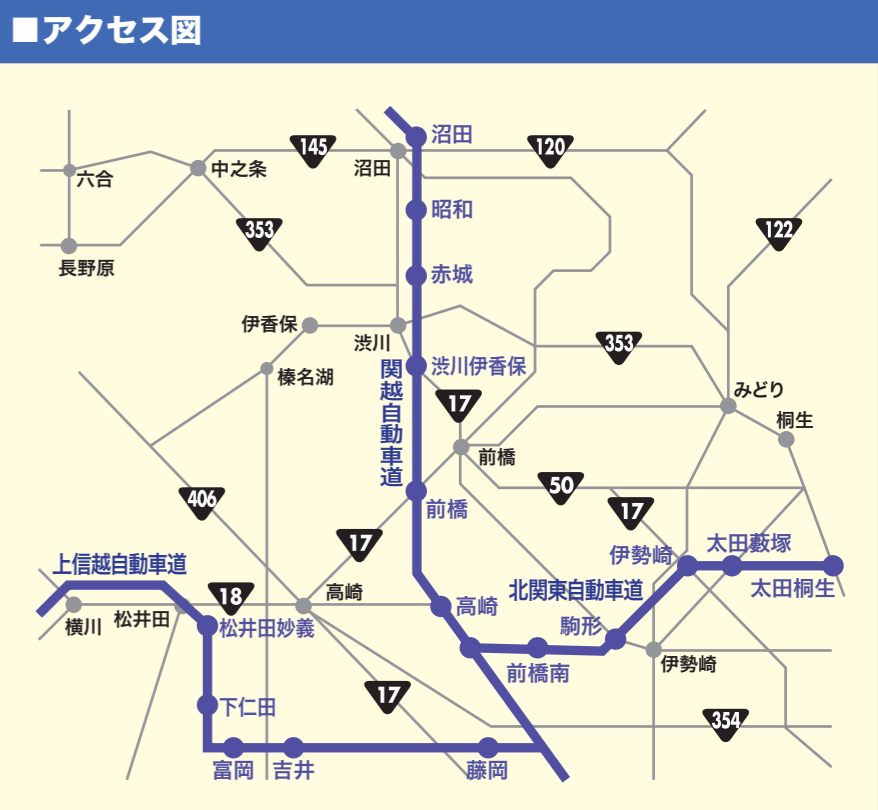 ■アクセス図
沼田
145
120
沼田
中之条
六合
昭和
353
122
長野原
赤城
伊香保
渋川
353
渋川伊香保
榛名湖
関越自動車道
みどり
17
桐生
前橋
50
406
前橋
17
17
太田藪塚
伊勢崎
上信越自動車道
太田桐生
北関東自動車道
高崎
18
高崎
松井田
横川
松井田妙義
駒形
伊勢崎
前橋南
17
下仁田
354
富岡
吉井
藤岡